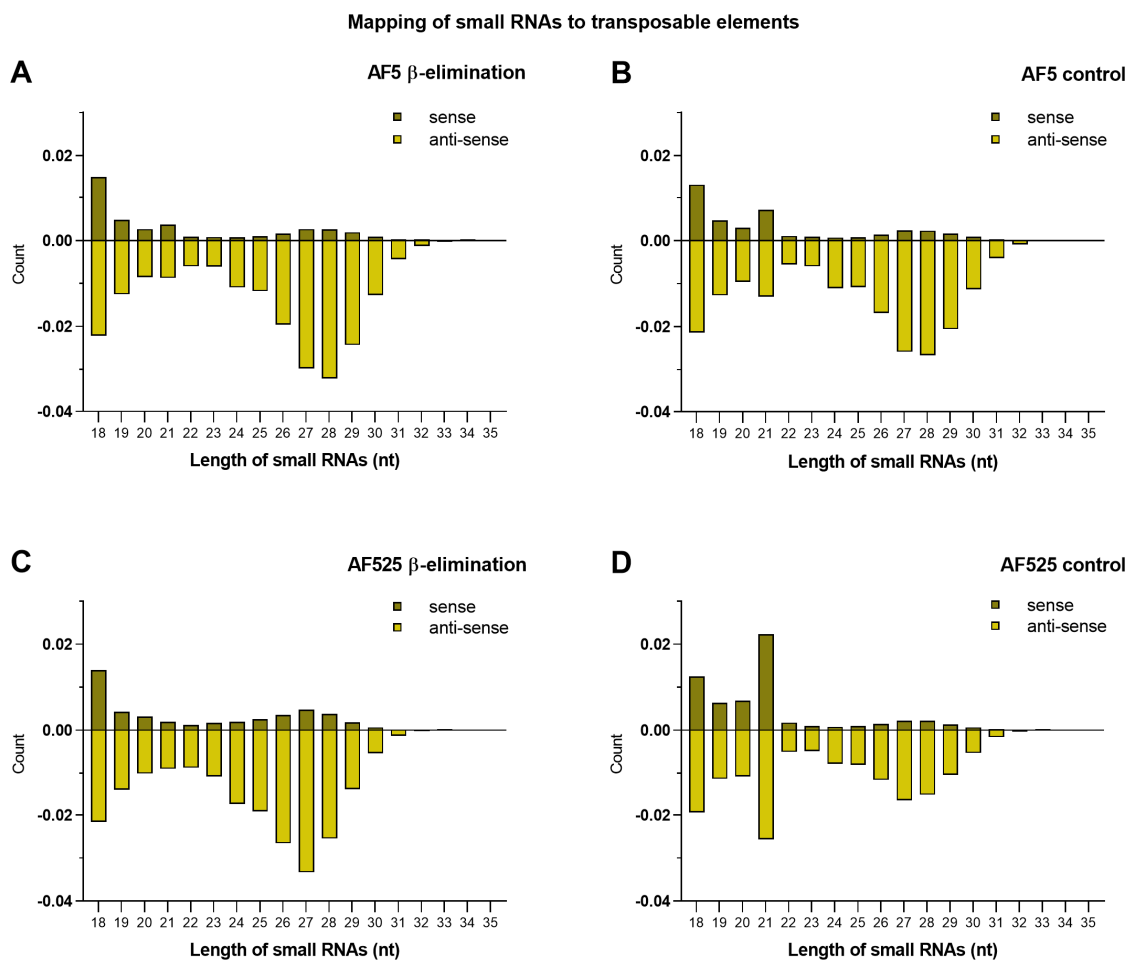 Mapping of small RNAs to transposable elements
A
AF5 β-elimination
sense
anti-sense
0.02
0.00
-0.02
-0.04
Count
18 19 20 21 22 23 24 25 26 27 28 29 30 31 32 33 34 35
Length of small RNAs (nt)
B
AF5 control
sense
anti-sense
0.02
0.00
-0.02
-0.04
Count
18 19 20 21 22 23 24 25 26 27 28 29 30 31 32 33 34 35
Length of small RNAs (nt)
C
AF525 β-elimination
sense
anti-sense
0.02
0.00
-0.02
-0.04
Count
18 19 20 21 22 23 24 25 26 27 28 29 30 31 32 33 34 35
Length of small RNAs (nt)
D
AF525 control
sense
anti-sense
0.02
0.00
-0.02
-0.04
Count
18 19 20 21 22 23 24 25 26 27 28 29 30 31 32 33 34 35
Length of small RNAs (nt)